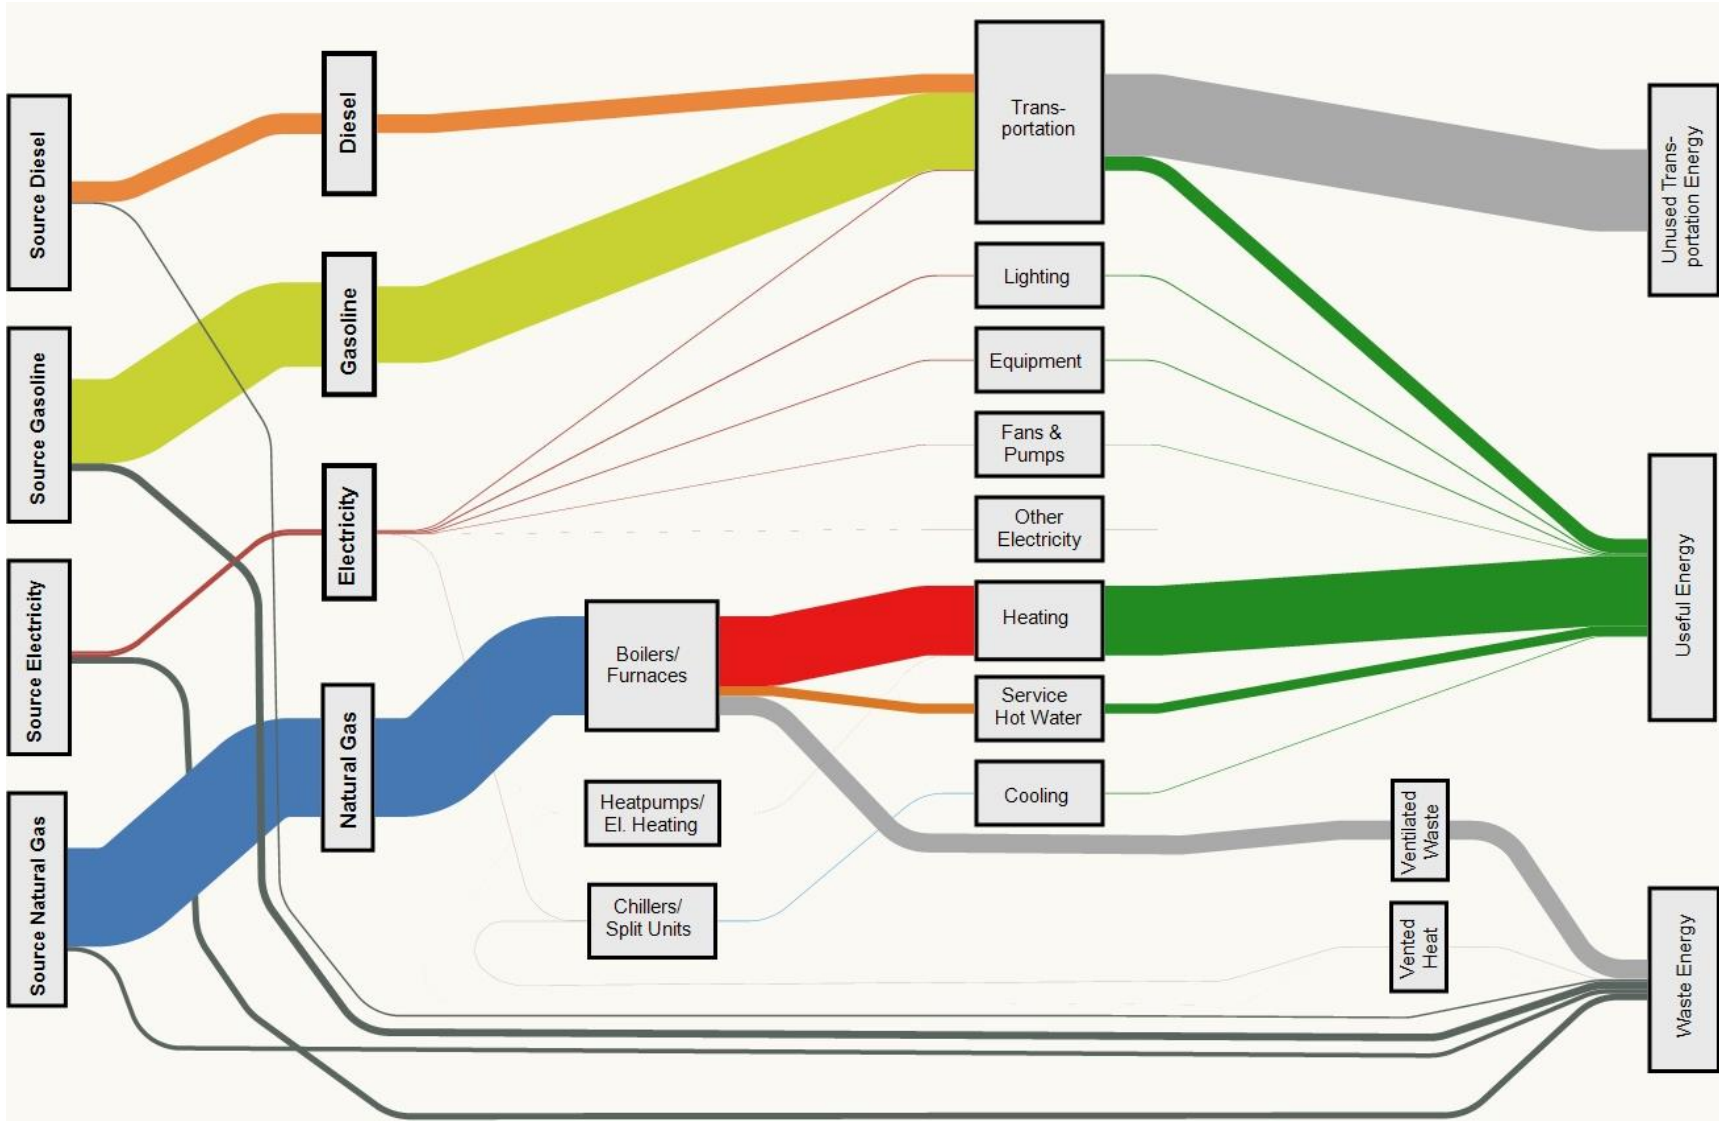 Source Diesel
Source Gasoline
Source Electricity
Source Natural Gas
Diesel
Gasoline
Electricity
Natural Gas
Boilers/
Furnaces
Heatpumps/
El. Heating
Chillers/
Split Units
Trans-
portation
Lighting
Equipment
Fans &
Pumps
Other
Electricity
Heating
Service
Hot Water
Cooling
Ventilated
Waste
Vented
Heat
Unused Trans-
portation Energy
Useful Energy
Waste Energy